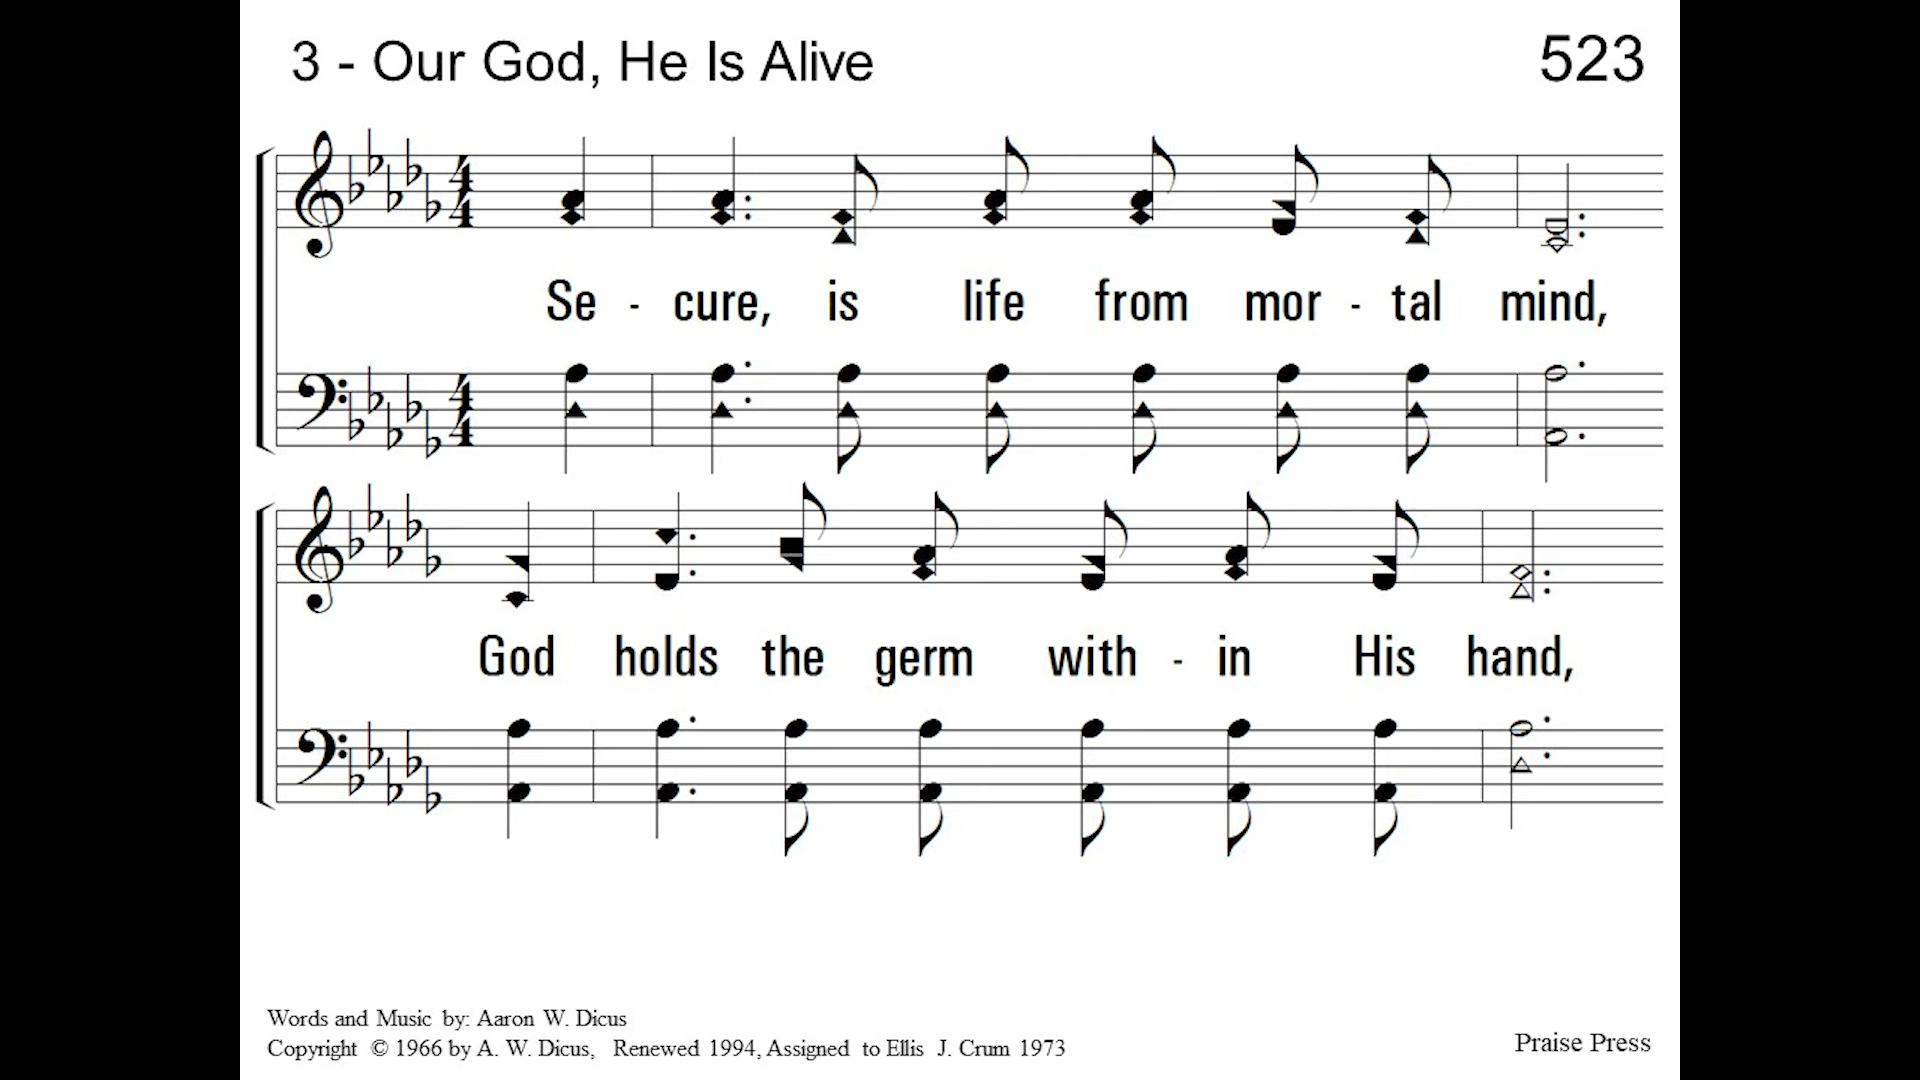 3 - Our God, He Is Alive 523
Se - cure, is life from mor - tal mind,
God holds the germ with - in His hand,
Words and Music by: Aaron W. Dicus
Copyright © 1966 by A. W. Dicus, Renewed 1994, Assigned to Ellis J. Crum 1973
Praise Press